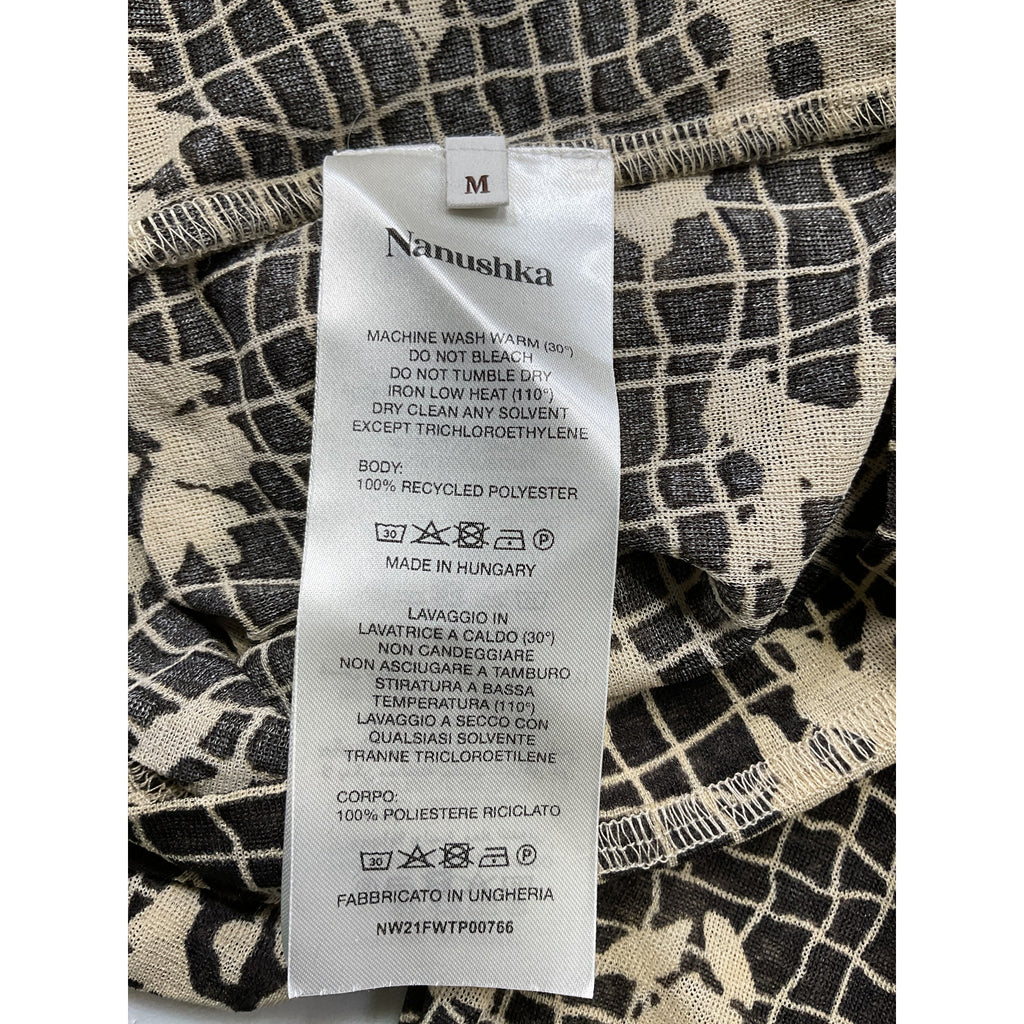 M
Nanushka
MACHINE WASH WARM (30°)
DO NOT BLEACH
DO NOT TUMBLE DRY
IRON LOW HEAT (110°)
DRY CLEAN ANY SOLVENT
EXCEPT TRICHLOROETHYLENE
BODY:
100% RECYCLED POLYESTER
30 P
MADE IN HUNGARY
LAVAGGIO IN
LAVATRICE A CALDO (30°)
NON CANDEGGIARE
NON ASCIUGARE A TAMBURO
STIRATURA A BASSA
TEMPERATURA (110°)
LAVAGGIO A SECCO CON
QUALSIASI SOLVENTE
TRANNE TRICLOROETILENE
CORPO:
100% POLIESTERE RICICLATO
30 P
FABBRICATO IN UNGHERIA
NW21FWTP00766